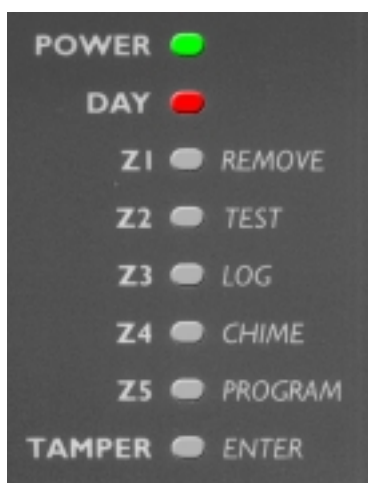 POWER
DAY
Z1 REMOVE
Z2 TEST
Z3 LOG
Z4 CHIME
Z5 PROGRAM
TAMPER ENTER